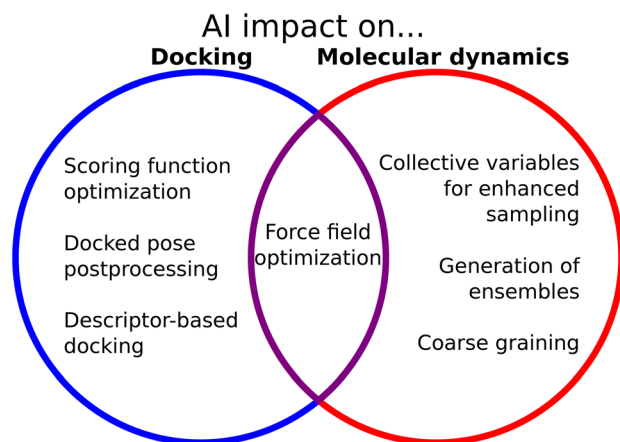 AI impact on...
Docking
Molecular dynamics
Scoring function
optimization
Docked pose
postprocessing
Descriptor-based
docking
Force field
optimization
Collective variables
for enhanced
sampling
Generation of
ensembles
Coarse graining